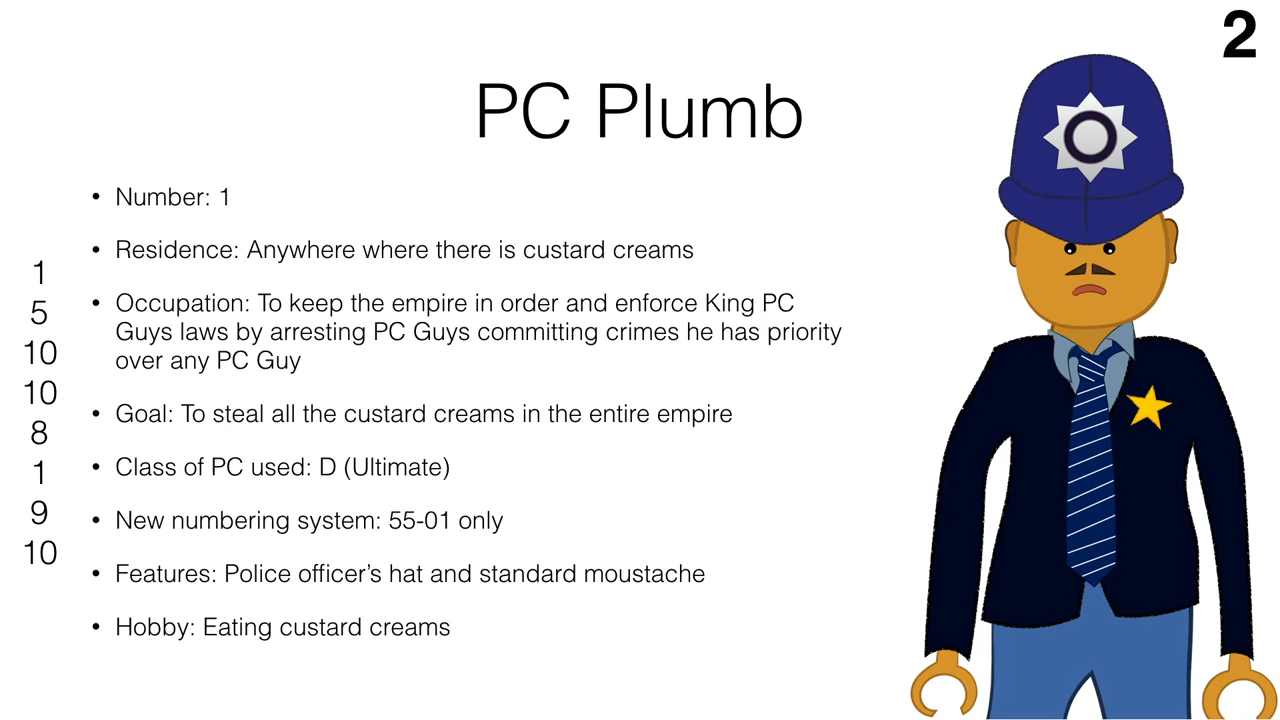 2
PC Plumb
• Number: 1
• Residence: Anywhere where there is custard creams
• Occupation: To keep the empire in order and enforce King PC
Guys laws by arresting PC Guys committing crimes he has priority
over any PC Guy
• Goal: To steal all the custard creams in the entire empire
• Class of PC used: D (Ultimate)
• New numbering system: 55-01 only
• Features: Police officer’s hat and standard moustache
• Hobby: Eating custard creams
1
5
10
10
8
1
9
10